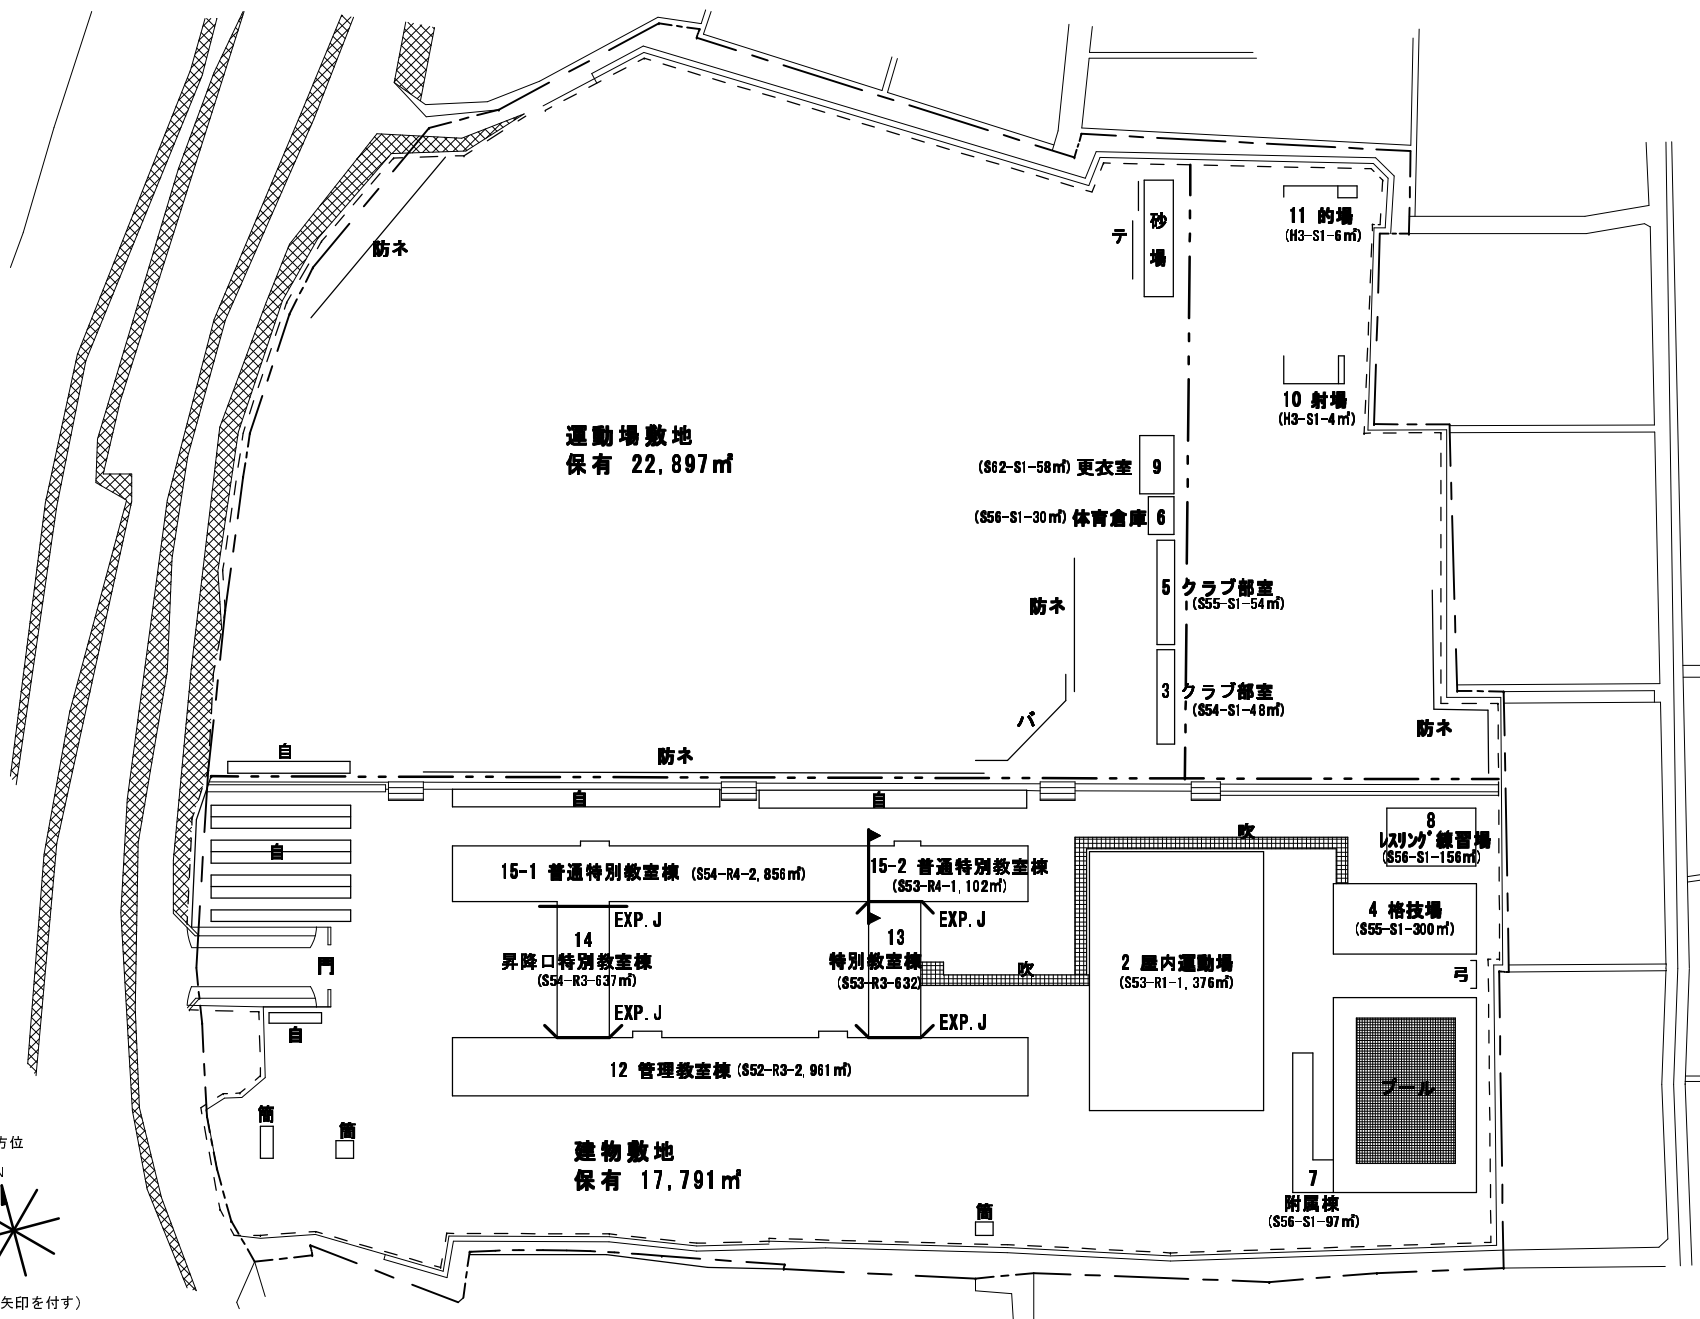 防ネ
テ
砂
場
11 的場
(H3-S1-6㎡)
10 射場
(H3-S1-4㎡)
運動場敷地
保有 22,897㎡
(S62-S1-58㎡) 更衣室 9
(S56-S1-30㎡) 体育倉庫 6
5 クラブ部室
(S55-S1-54㎡)
防ネ
3 クラブ部室
(S54-S1-48㎡)
バ
防ネ
自
防ネ
自
自
自
吹
8
ﾚｽﾘﾝｸﾞ練習場
(S56-S1-156㎡)
15-1 普通特別教室棟 (S54-R4-2,856㎡)
15-2 普通特別教室棟
(S53-R4-1,102㎡)
4 格技場
(S55-S1-300㎡)
EXP.J
EXP.J
14
昇降口特別教室棟
(S54-R3-637㎡)
13
特別教室棟
(S53-R3-632)
吹
2 屋内運動場
(S53-R1-1,376㎡)
門
弓
EXP.J
EXP.J
自
12 管理教室棟 (S52-R3-2,961㎡)
プール
筒
筒
建物敷地
保有 17,791㎡
7
附属棟
(S56-S1-97㎡)
筒
方位
N
矢印を付す)